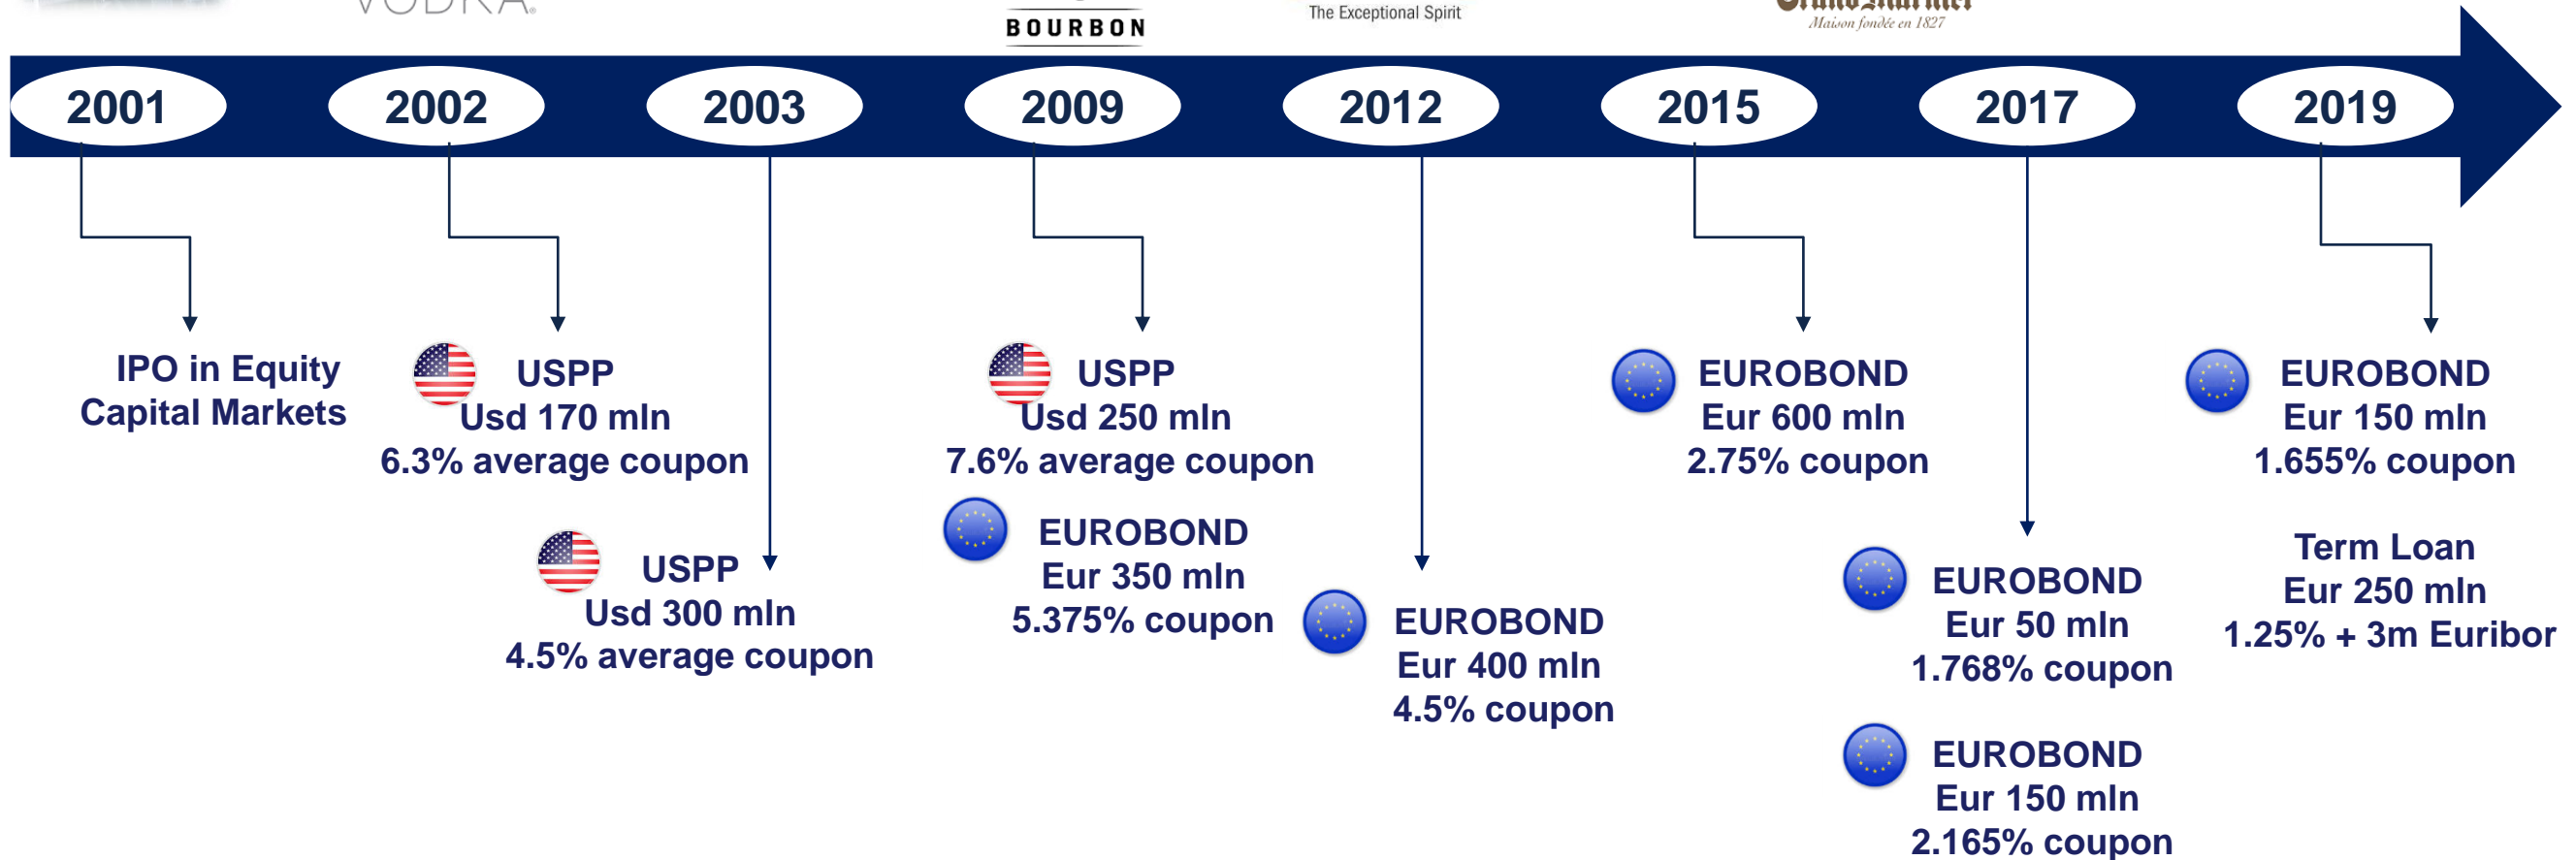 VODKA®
BOURBON
The Exceptional Spirit
Grand Marnier
Maison fondée en 1827
2001
2002
2003
2009
2012
2015
2017
2019
IPO in Equity
Capital Markets
USPP
Usd 170 mln
6.3% average coupon
USPP
Usd 300 mln
4.5% average coupon
USPP
Usd 250 mln
7.6% average coupon
EUROBOND
Eur 350 mln
5.375% coupon
EUROBOND
Eur 400 mln
4.5% coupon
EUROBOND
Eur 600 mln
2.75% coupon
EUROBOND
Eur 50 mln
1.768% coupon
EUROBOND
Eur 150 mln
2.165% coupon
EUROBOND
Eur 150 mln
1.655% coupon
Term Loan
Eur 250 mln
1.25% + 3m Euribor